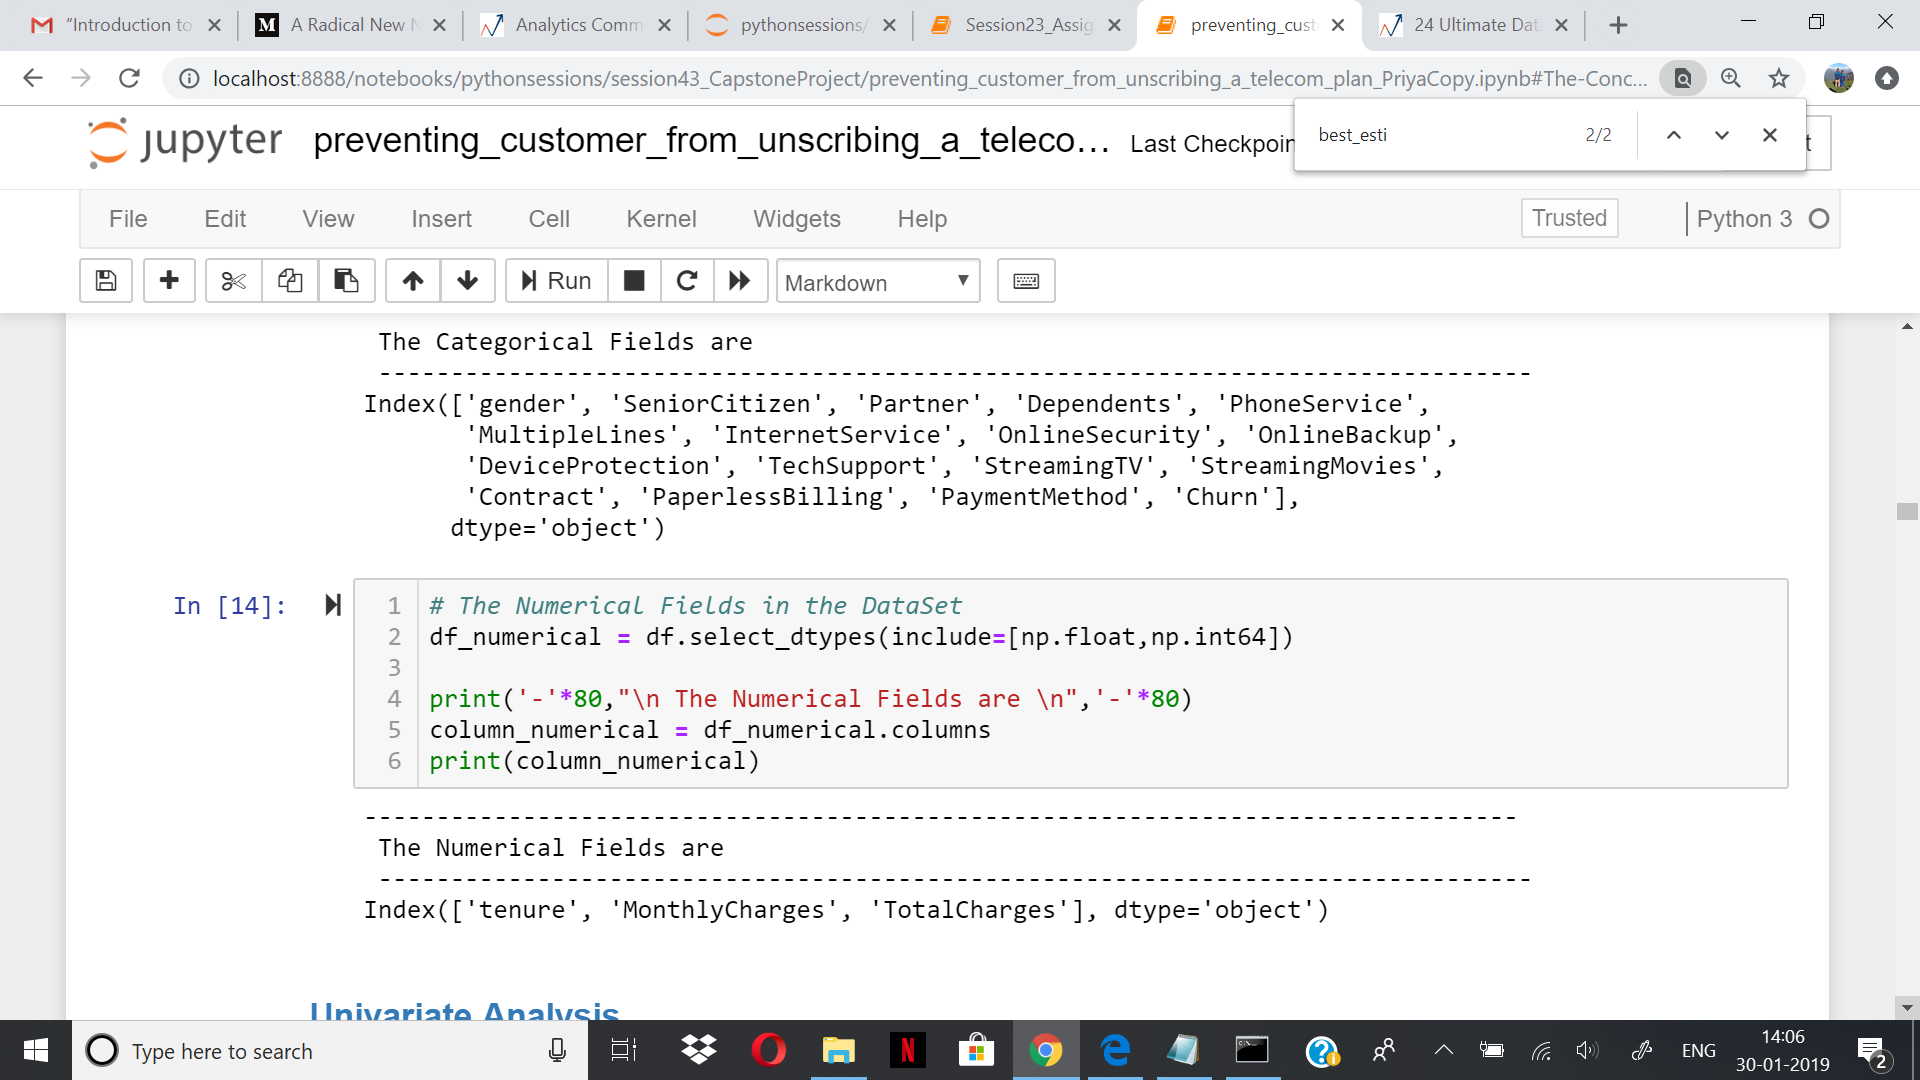 "Introduction to
A Radical New
Analytics Comm
pythonsessions/
Session23_Assig
preventing_cust
24 Ultimate Dat
localhost:8888/notebooks/pythonsessions/session43_CapstoneProject/preventing_customer_from_unscribing_a_telecom_plan_PriyaCopy.ipynb#The-Conc...
best_esti 2/2
jupyter preventing_customer_from_unscribing_a_teleco... Last Checkpoin
File Edit View Insert Cell Kernel Widgets Help Trusted Python 3
Run Markdown
The Categorical Fields are
--------------------------------------------------------------------------------
Index(['gender', 'SeniorCitizen', 'Partner', 'Dependents', 'PhoneService',
'MultipleLines', 'InternetService', 'OnlineSecurity', 'OnlineBackup',
'DeviceProtection', 'TechSupport', 'StreamingTV', 'StreamingMovies',
'Contract', 'PaperlessBilling', 'PaymentMethod', 'Churn'],
dtype='object')
In [14]:
1 # The Numerical Fields in the DataSet
2 df_numerical = df.select_dtypes(include=[np.float,np.int64])
3
4 print('-'*80,"\n The Numerical Fields are \n",'-'*80)
5 column_numerical = df_numerical.columns
6 print(column_numerical)
--------------------------------------------------------------------------------
The Numerical Fields are
--------------------------------------------------------------------------------
Index(['tenure', 'MonthlyCharges', 'TotalCharges'], dtype='object')
Univariate Analysis
Type here to search
ENG
14:06
30-01-2019
2